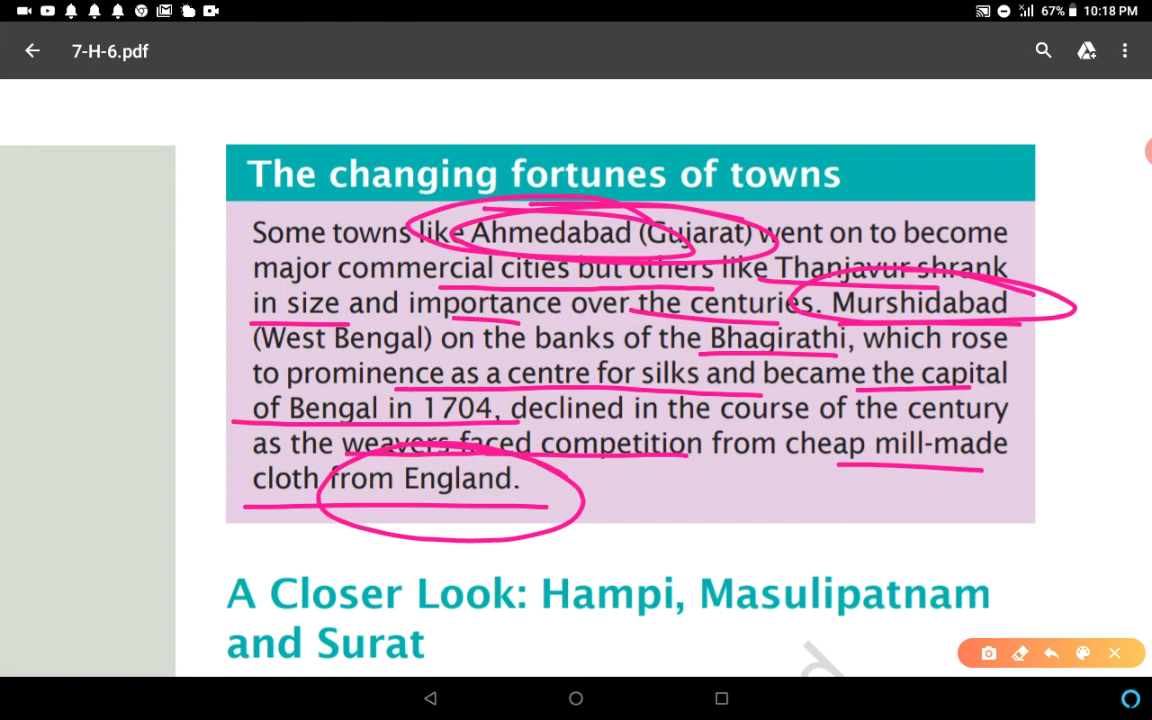 67% 10:18 PM
7-H-6.pdf
The changing fortunes of towns
Some towns like Ahmedabad (Gujarat) went on to become
major commercial cities but others like Thanjavur shrank
in size and importance over the centuries. Murshidabad
(West Bengal) on the banks of the Bhagirathi, which rose
to prominence as a centre for silks and became the capital
of Bengal in 1704, declined in the course of the century
as the weavers faced competition from cheap mill-made
cloth from England.
A Closer Look: Hampi, Masulipatnam
and Surat
d